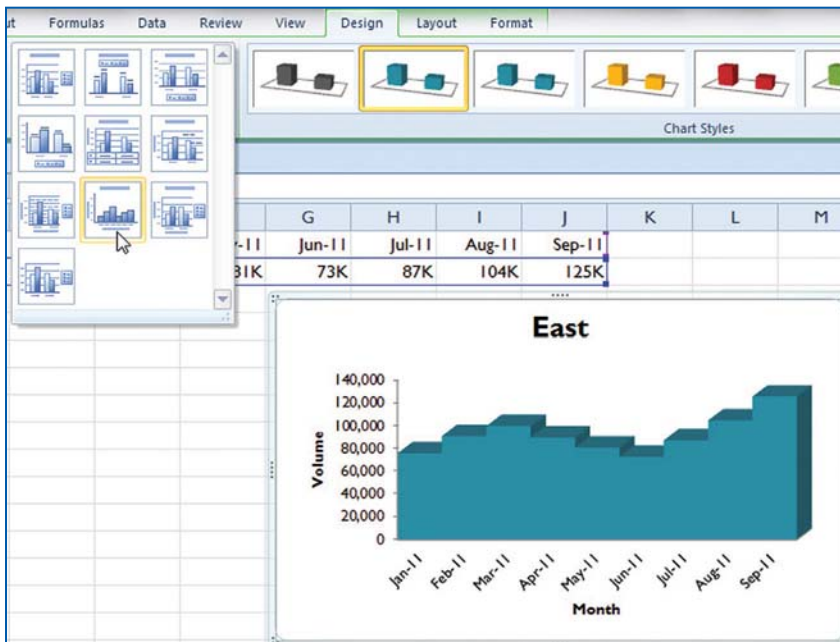 Formulas Data Review View Design Layout Format
Chart Styles
G H I J K L M
Jun-11 Jul-11 Aug-11 Sep-11
73K 87K 104K 125K
East
140,000
120,000
100,000
80,000
60,000
40,000
20,000
0
Volume
Jan-11 Feb-11 Mar-11 Apr-11 May-11 Jun-11 Jul-11 Aug-11 Sep-11
Month